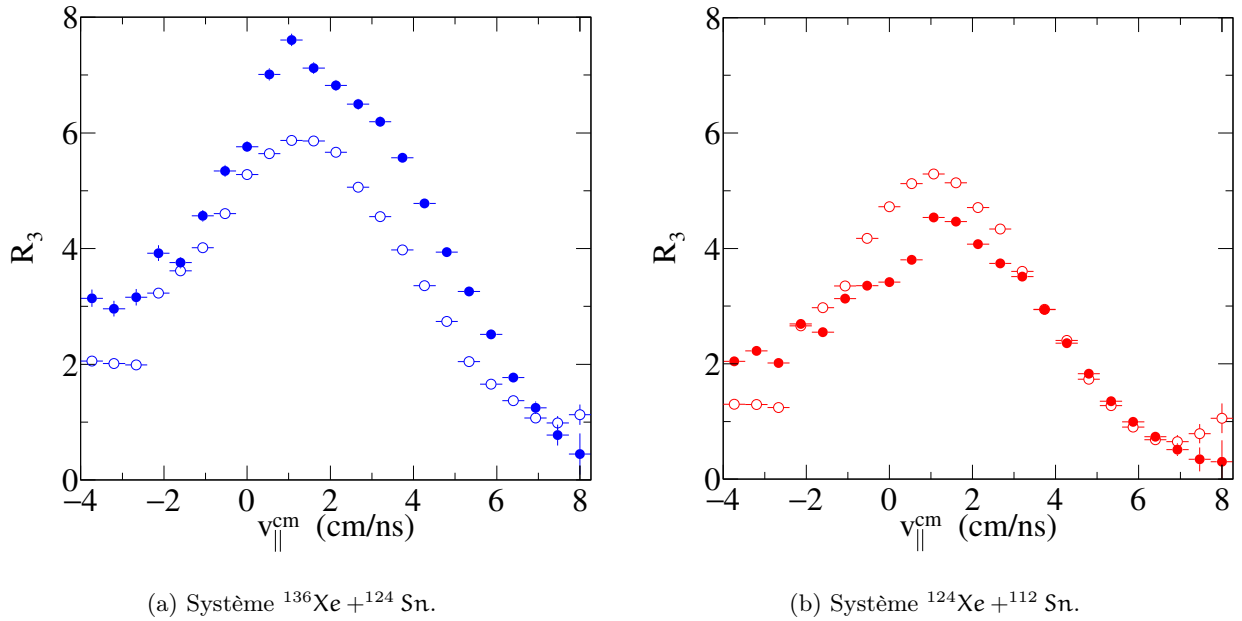 8
6
4
2
0
R₃
−4 −2 0 2 4 6 8
v∥cm (cm/ns)
(a) Système ¹³⁶Xe +¹²⁴ Sn.
8
6
4
2
0
R₃
−4 −2 0 2 4 6 8
v∥cm (cm/ns)
(b) Système ¹²⁴Xe +¹¹² Sn.